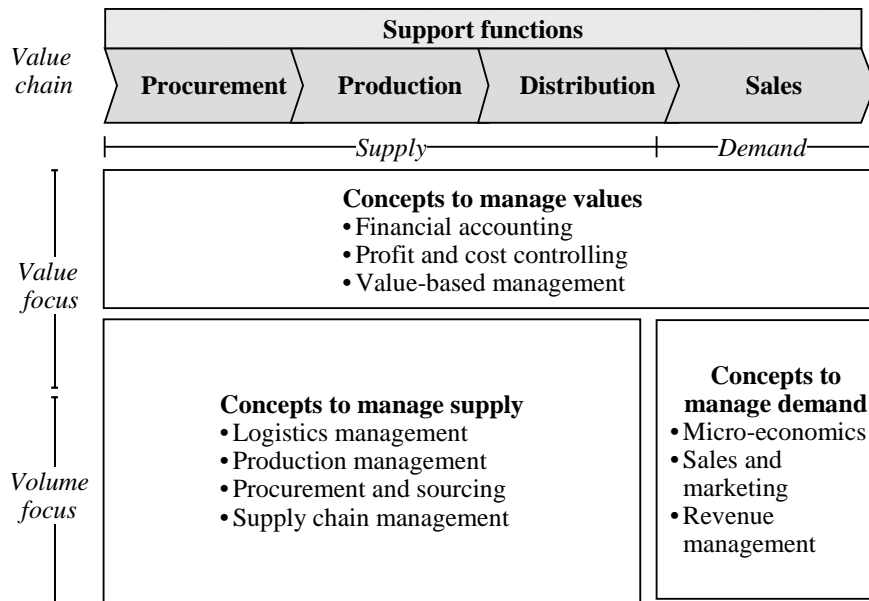 Support functions
Value
chain
Procurement
Production
Distribution
Sales
Supply
Demand
Concepts to manage values
• Financial accounting
• Profit and cost controlling
• Value-based management
Value
focus
Concepts to manage supply
• Logistics management
• Production management
• Procurement and sourcing
• Supply chain management
Concepts to
manage demand
• Micro-economics
• Sales and
marketing
• Revenue
management
Volume
focus